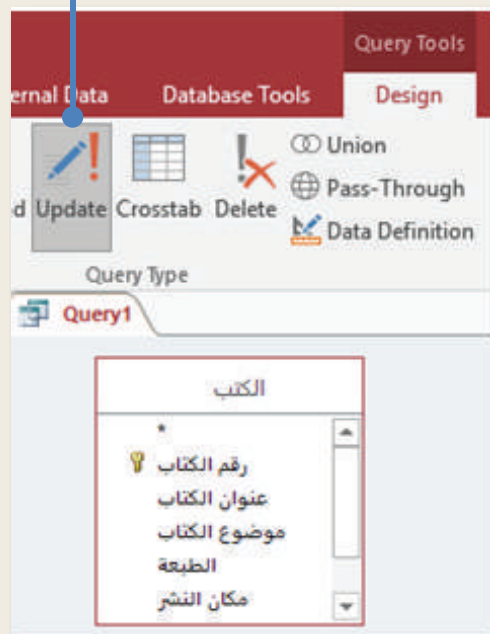 Query Tools
ernal Data Database Tools Design
d Update Crosstab Delete
Union
Pass-Through
Data Definition
Query Type
Query1
الكتب
*
رقم الكتاب
عنوان الكتاب
موضوع الكتاب
الطبعة
مكان النشر